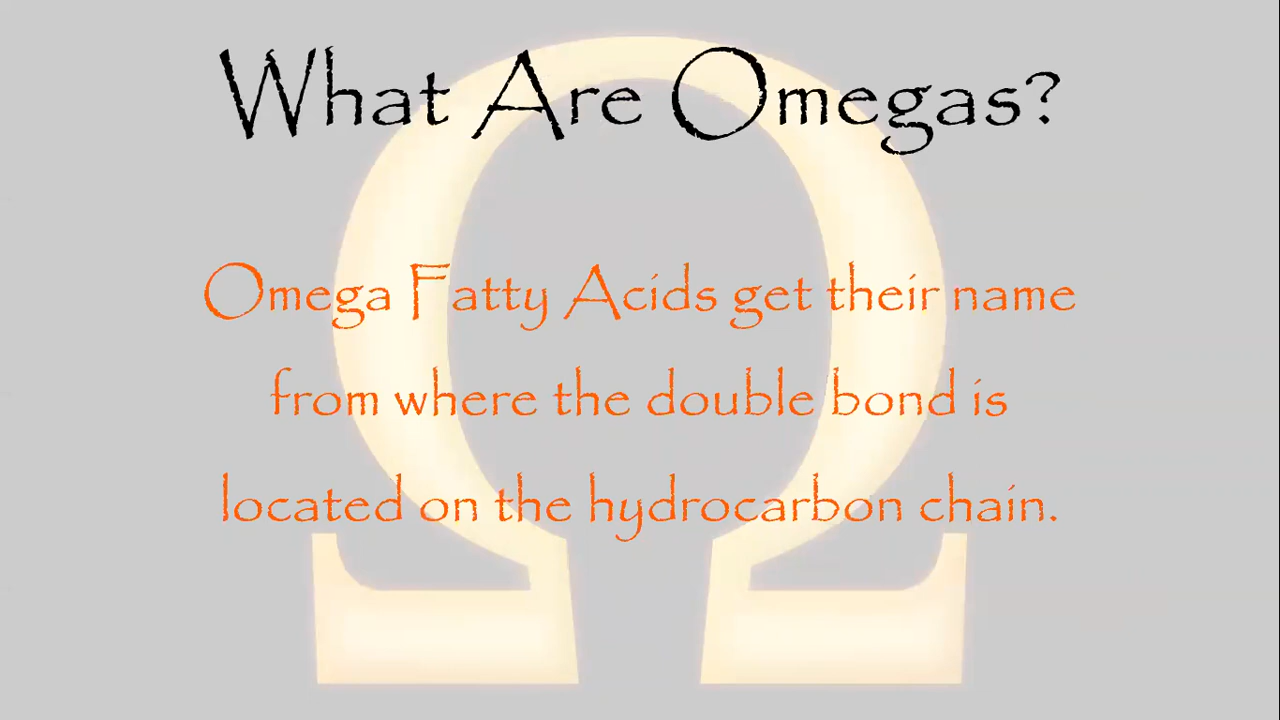 What Are Omegas?
Omega Fatty Acids get their name
from where the double bond is
located on the hydrocarbon chain.